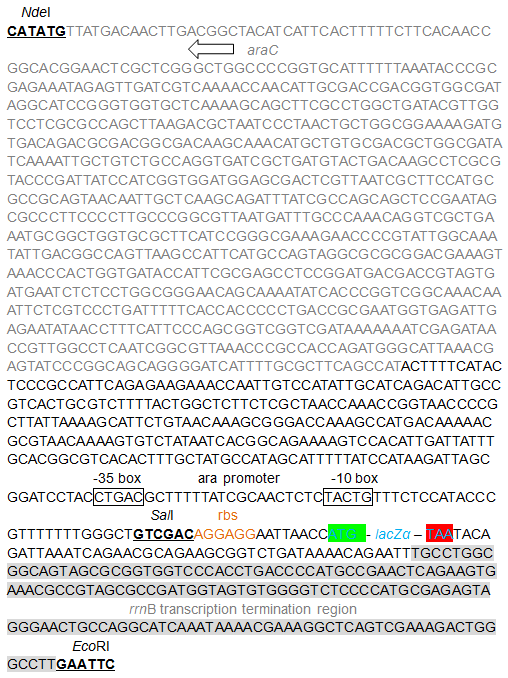 NdeI
CATATGTTATGACAACTTGACGGCTACATCATTCACTTTTTCTTCACAACC
araC
GGCACGGAACTCGCTCGGGCTGGCCCCGGTGCATTTTTTAAATACCCGC
GAGAAATAGAGTTGATCGTCAAAACCAACATTGCGACCGACGGTGGCGAT
AGGCATCCGGGTGGTGCTCAAAAGCAGCTTCGCCTGGCTGATACGTTGG
TCCTCGCGCCAGCTTAAGACGCTAATCCCTAACTGCTGGCGGAAAAGATG
TGACAGACGCGACGGCGACAAGCAAACATGCTGTGCGACGCTGGCGATA
TCAAAATTGCTGTCTGCCAGGTGATCGCTGATGTACTGACAAGCCTCGCG
TACCCGATTATCCATCGGTGGATGGAGCGACTCGTTAATCGCTTCCATGC
GCCGCAGTAACAATTGCTCAAGCAGATTTATCGCCAGCAGCTCCGAATAG
CGCCCTTCCCCTTGCCCGGCGTTAATGATTTGCCCAAACAGGTCGCTGA
AATGCGGCTGGTGCGCTTCATCCGGGCGAAAGAACCCCGTATTGGCAAA
TATTGACGGCCAGTTAAGCCATTCATGCCAGTAGGCGCGCGGACGAAAGT
AAACCCACTGGTGATACCATTCGCGAGCCTCCGGATGACGACCGTAGTG
ATGAATCTCTCCTGGCGGGAACAGCAAAATATCACCCGGTCGGCAAACAA
ATTCTCGTCCCTGATTTTTCACCACCCCCTGACCGCGAATGGTGAGATTG
AGAATATAACCTTTCATTCCCAGCGGTCGGTCGATAAAAAAATCGAGATAA
CCGTTGGCCTCAATCGGCGTTAAACCCGCCACCAGATGGGCATTAAACG
AGTATCCCGGCAGCAGGGGATCATTTTGCGCTTCAGCCATACTTTTCATAC
TCCCGCCATTCAGAGAAGAAACCAATTGTCCATATTGCATCAGACATTGCC
GTCACTGCGTCTTTTACTGGCTCTTCTCGCTAACCAAACCGGTAACCCCG
CTTATTAAAAGCATTCTGTAACAAAGCGGGACCAAAGCCATGACAAAAAC
GCGTAACAAAAGTGTCTATAATCACGGCAGAAAAGTCCACATTGATTATTT
GCACGGCGTCACACTTTGCTATGCCATAGCATTTTTATCCATAAGATTAGC
-35 box ara promoter -10 box
GGATCCTACCTGACGCTTTTTATCGCAACTCTCTACTGTTTCTCCATACCC
SalI rbs
GTTTTTTTGGGCTGTCGACAGGAGGAATTAACCATG - lacZα – TAATACA
GATTAAATCAGAACGCAGAAGCGGTCTGATAAAACAGAATTTGCCTGGC
GGCAGTAGCGCGGTGGTCCCACCTGACCCCATGCCGAACTCAGAAGTG
AAACGCCGTAGCGCCGATGGTAGTGTGGGGTCTCCCCATGCGAGAGTA
rrnB transcription termination region
GGGAACTGCCAGGCATCAAATAAAACGAAAGGCTCAGTCGAAAGACTGG
EcoRI
GCCTTGAATTC